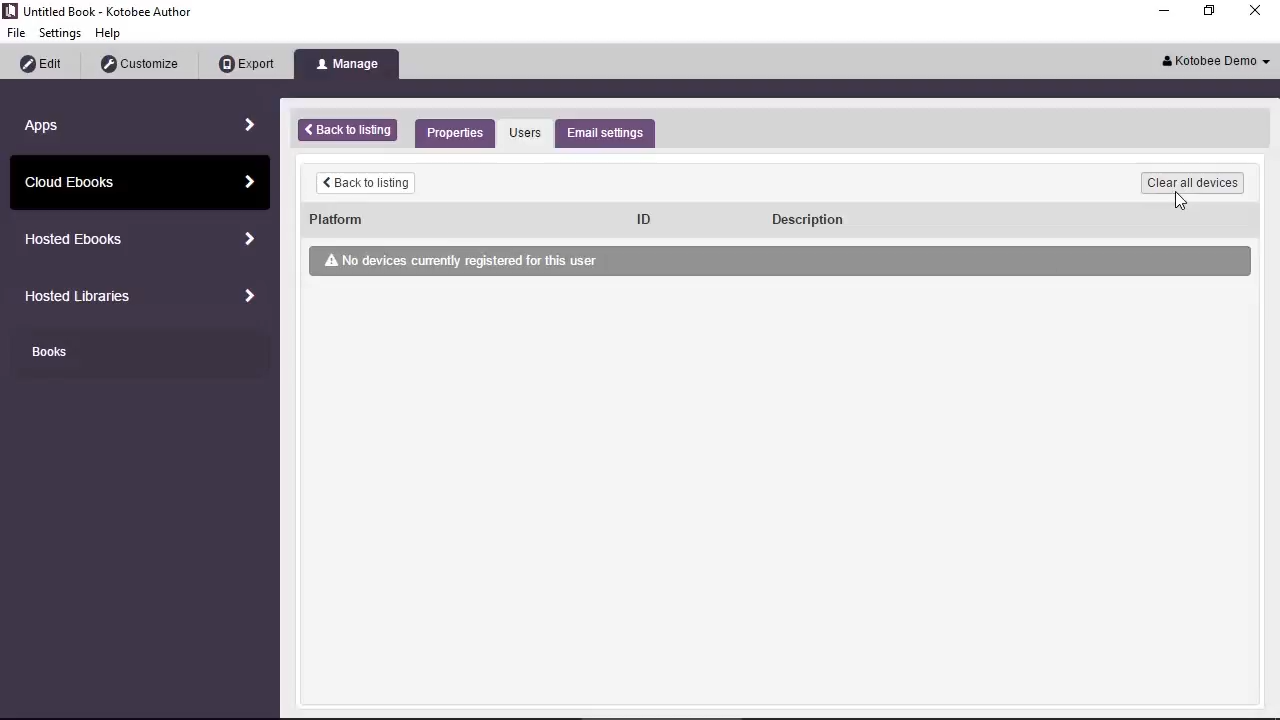 Untitled Book - Kotobee Author
File Settings Help
Edit Customize Export Manage Kotobee Demo
Apps
Cloud Ebooks
Hosted Ebooks
Hosted Libraries
Books
Back to listing Properties Users Email settings
Back to listing Clear all devices
Platform ID Description
No devices currently registered for this user